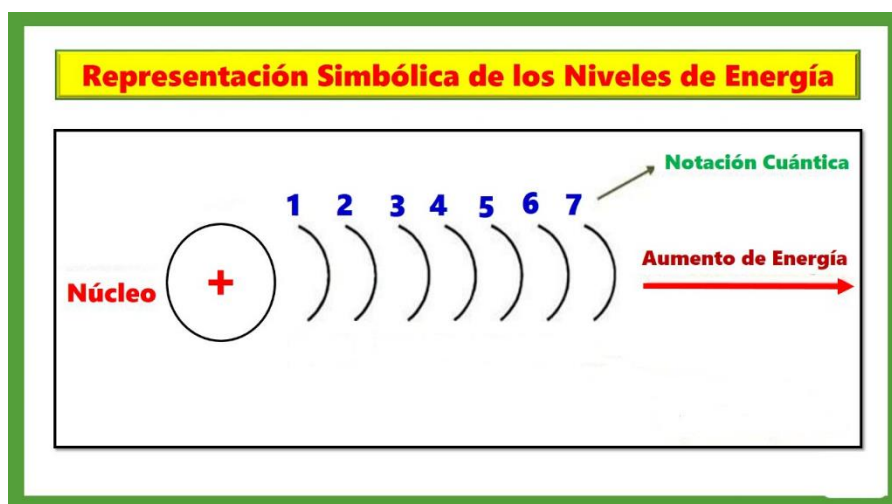 Representación Simbólica de los Niveles de Energía
Notación Cuántica
1 2 3 4 5 6 7
Aumento de Energía
Núcleo
+